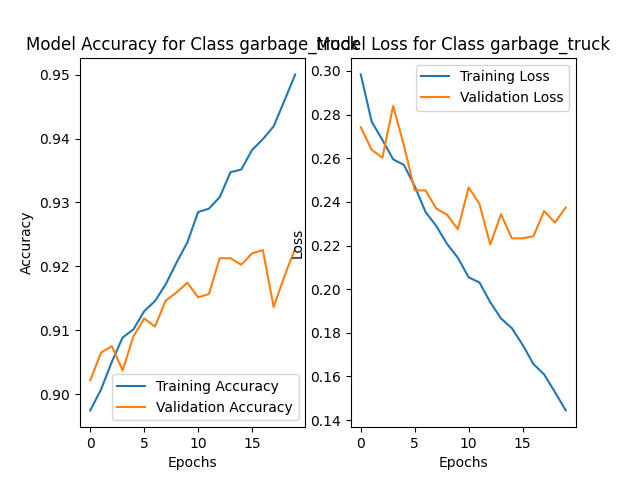 Model Accuracy for Class garbage_truck
Model Loss for Class garbage_truck
0.95
0.94
0.93
0.92
0.91
0.90
Accuracy
0
5
10
15
Epochs
Training Accuracy
Validation Accuracy
0.30
0.28
0.26
0.24
0.22
0.20
0.18
0.16
0.14
Loss
0
5
10
15
Epochs
Training Loss
Validation Loss